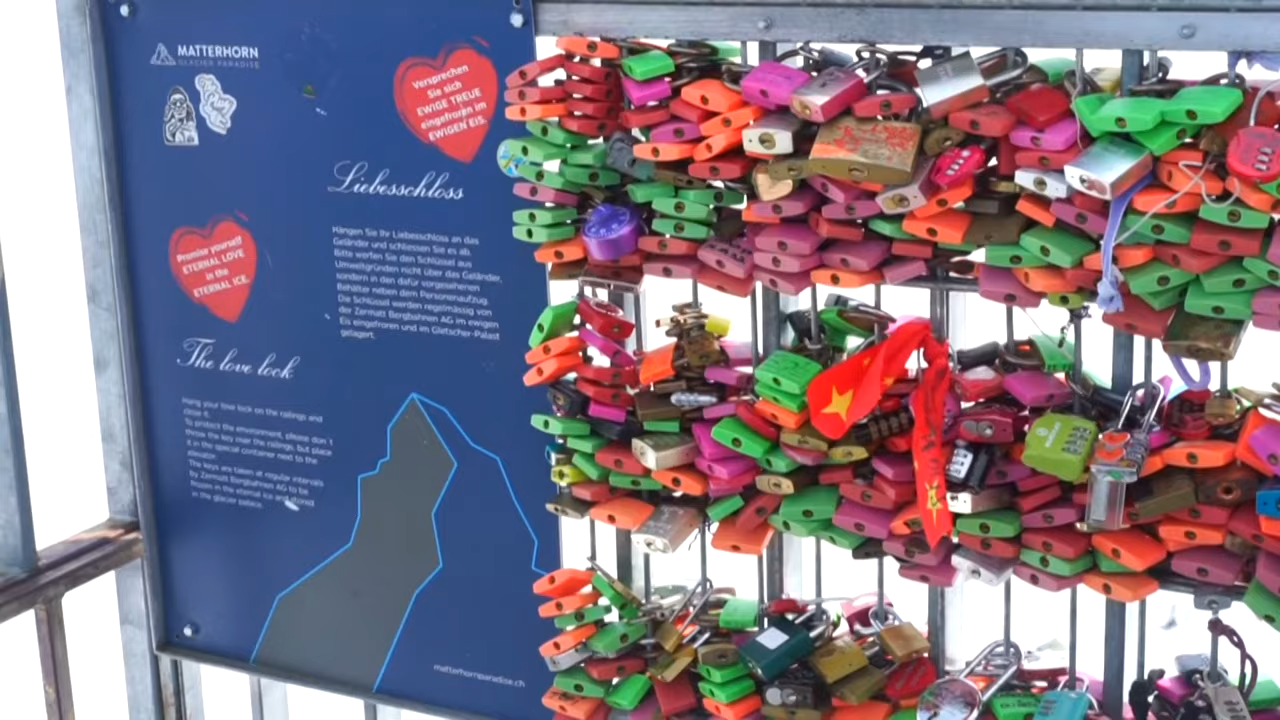 MATTERHORN
GLACIER PARADISE
Versprechen
Sie sich
EWIGE TREUE
eingefroren im
EWIGEN EIS.
Liebesschloss
Hängen Sie Ihr Liebesschloss an das
Geländer und schliessen Sie es ab.
Bitte werfen Sie den Schlüssel aus
Umweltgründen nicht über das Geländer,
sondern in den dafür vorgesehenen
Behälter neben dem Personenaufzug.
Die Schlüssel werden regelmässig von
der Zermatt Bergbahnen AG im ewigen
Eis eingefroren und im Gletscher-Palast
gelagert.
Promise yourself
ETERNAL LOVE
in the
ETERNAL ICE.
The love lock
Hang your love lock on the railings and
close it.
To protect the environment, please don´t
throw the key over the railings, but place
it in the special container next to the
elevator.
The keys are taken at regular intervals
by Zermatt Bergbahnen AG to be
frozen in the eternal ice and stored
in the glacier palace.
matterhornparadise.ch